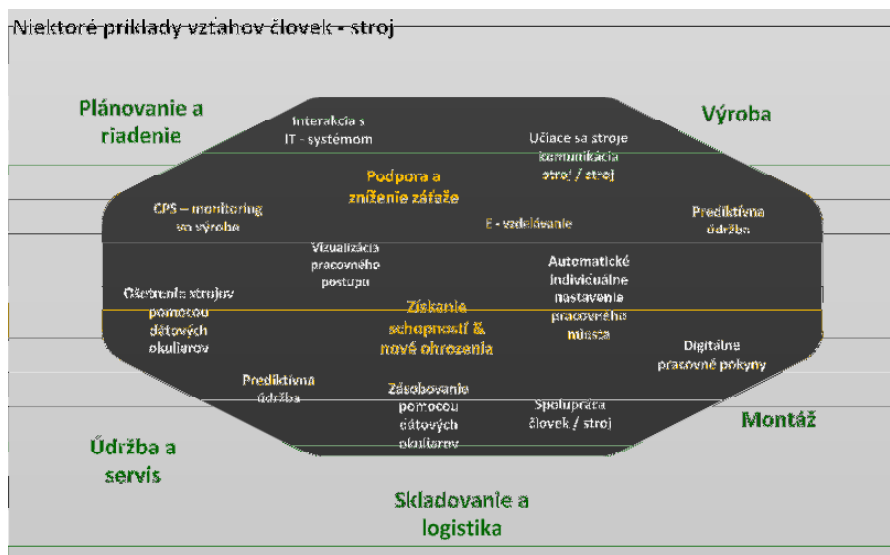 Niektoré príklady vzťahov človek - stroj
Plánovanie a
riadenie
Výroba
Interakcia s
IT - systémom
Učiace sa stroje
komunikácia
stroj / stroj
Podpora a
zníženie záťaže
CPS – monitoring
vo výrobe
E - vzdelávanie
Prediktívna
údržba
Vizualizácia
pracovného
postupu
Automatické
individuálne
nastavenie
pracovného
miesta
Ošetrenie strojov
pomocou
dátových
okuliarov
Získanie
schopností &
nové ohrozenia
Digitálne
pracovné pokyny
Prediktívna
údržba
Zásobovanie
pomocou
dátových
okuliarov
Spolupráca
človek / stroj
Montáž
Údržba a
servis
Skladovanie a
logistika